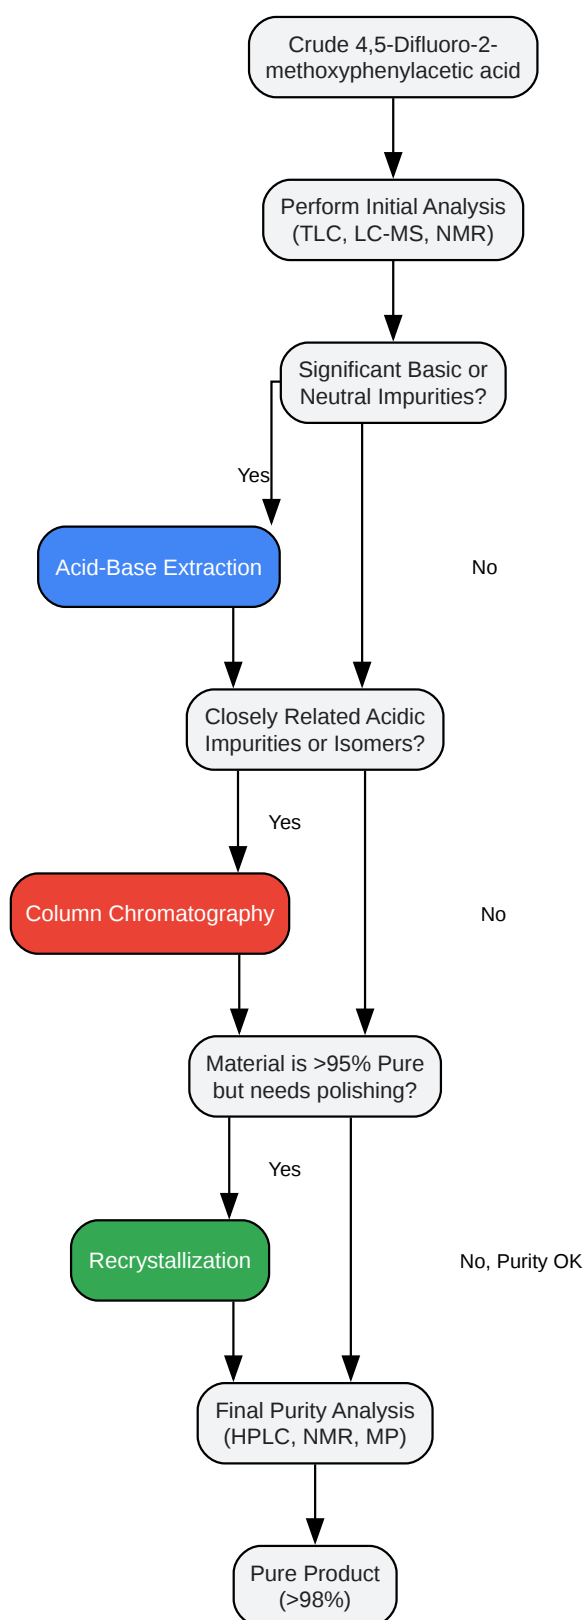 Crude 4,5-Difluoro-2-
methoxyphenylacetic acid
Perform Initial Analysis
(TLC, LC-MS, NMR)
Significant Basic or
Neutral Impurities?
Yes
Acid-Base Extraction
No
Closely Related Acidic
Impurities or Isomers?
Yes
Column Chromatography
No
Material is >95% Pure
but needs polishing?
Yes
Recrystallization
No, Purity OK
Final Purity Analysis
(HPLC, NMR, MP)
Pure Product
(>98%)